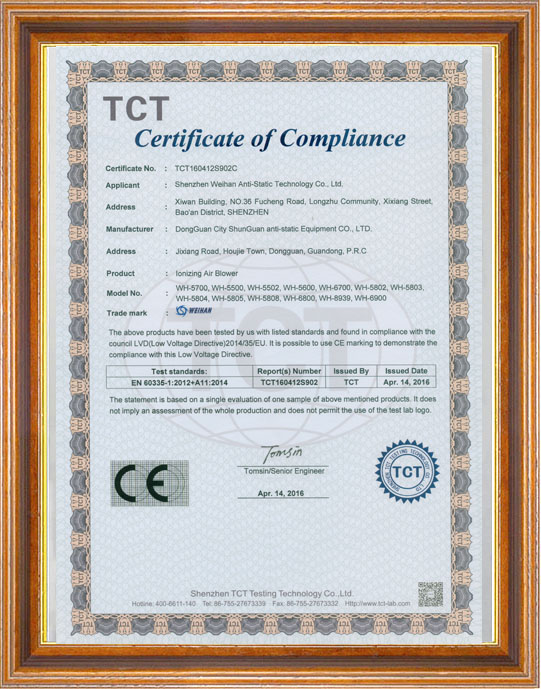 TCT
Certificate of Compliance
Certificate No. : TCT160412S902C
Applicant : Shenzhen Weihan Anti-Static Technology Co., Ltd.
Address : Xiwan Building, NO.36 Fucheng Road, Longzhu Community, Xixiang Street,
Bao'an District, SHENZHEN
Manufacturer : DongGuan City ShunGuan anti-static Equipment CO., LTD.
Address : Jixiang Road, Houjie Town, Dongguan, Guandong, P.R.C
Product : Ionizing Air Blower
Model No. : WH-5700, WH-5500, WH-5502, WH-5600, WH-6700, WH-5802, WH-5803,
WH-5804, WH-5805, WH-5808, WH-6800, WH-8939, WH-6900
Trade mark : WEIHAN
The above products have been tested by us with listed standards and found in compliance with the
council LVD(Low Voltage Directive)2014/35/EU. It is possible to use CE marking to demonstrate the
compliance with this Low Voltage Directive.
Test standards: Report(s) Number Issued By Issued Date
EN 60335-1:2012+A11:2014 TCT160412S902 TCT Apr. 14, 2016
The statement is based on a single evaluation of one sample of above mentioned products. It does
not imply an assessment of the whole production and does not permit the use of the test lab logo.
Tomsin
Tomsin/Senior Engineer
Apr. 14, 2016
CE
TCT
Shenzhen TCT Testing Technology Co.,Ltd.
Hotline: 400-6611-140 Tel: 86-755-27673339 Fax: 86-755-27673332 Http://www.tct-lab.com